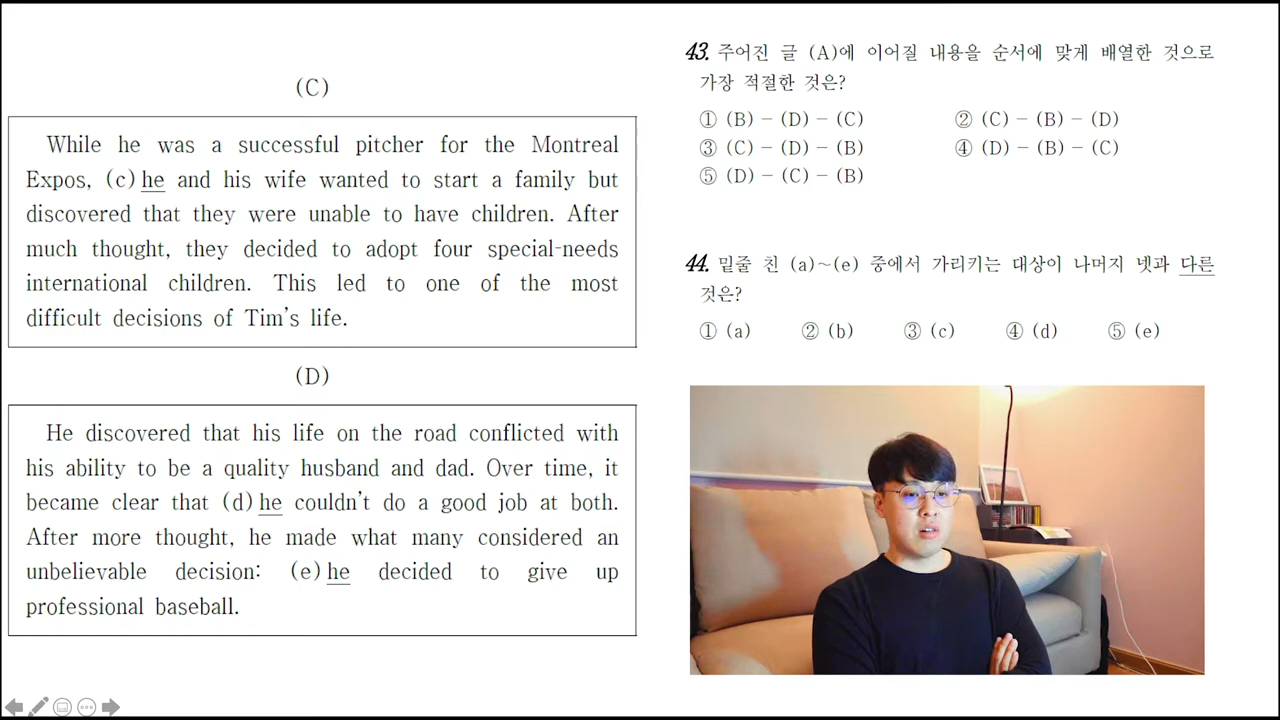 (C)
While he was a successful pitcher for the Montreal
Expos, (c) he and his wife wanted to start a family but
discovered that they were unable to have children. After
much thought, they decided to adopt four special-needs
international children. This led to one of the most
difficult decisions of Tim's life.
(D)
He discovered that his life on the road conflicted with
his ability to be a quality husband and dad. Over time, it
became clear that (d) he couldn't do a good job at both.
After more thought, he made what many considered an
unbelievable decision: (e) he decided to give up
professional baseball.
43. 주어진 글 (A)에 이어질 내용을 순서에 맞게 배열한 것으로
가장 적절한 것은?
① (B) - (D) - (C) ② (C) - (B) - (D)
③ (C) - (D) - (B) ④ (D) - (B) - (C)
⑤ (D) - (C) - (B)
44. 밑줄 친 (a)~(e) 중에서 가리키는 대상이 나머지 넷과 다른
것은?
① (a) ② (b) ③ (c) ④ (d) ⑤ (e)